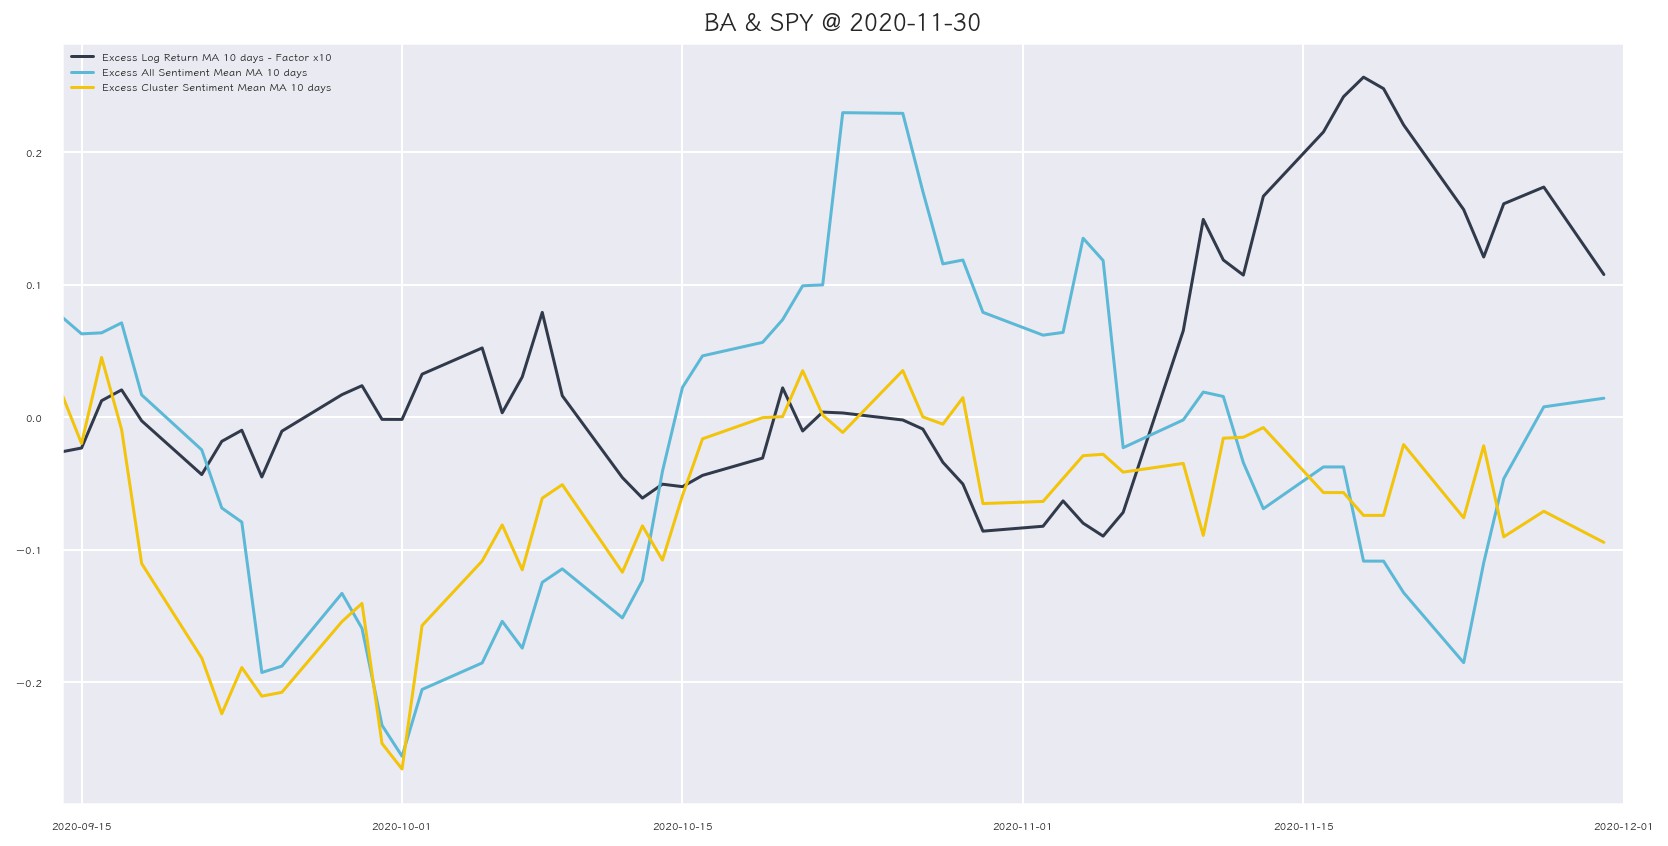 BA & SPY @ 2020-11-30
Excess Log Return MA 10 days - Factor x10
Excess All Sentiment Mean MA 10 days
Excess Cluster Sentiment Mean MA 10 days
0.2
0.1
0.0
−0.1
−0.2
2020-09-15
2020-10-01
2020-10-15
2020-11-01
2020-11-15
2020-12-01